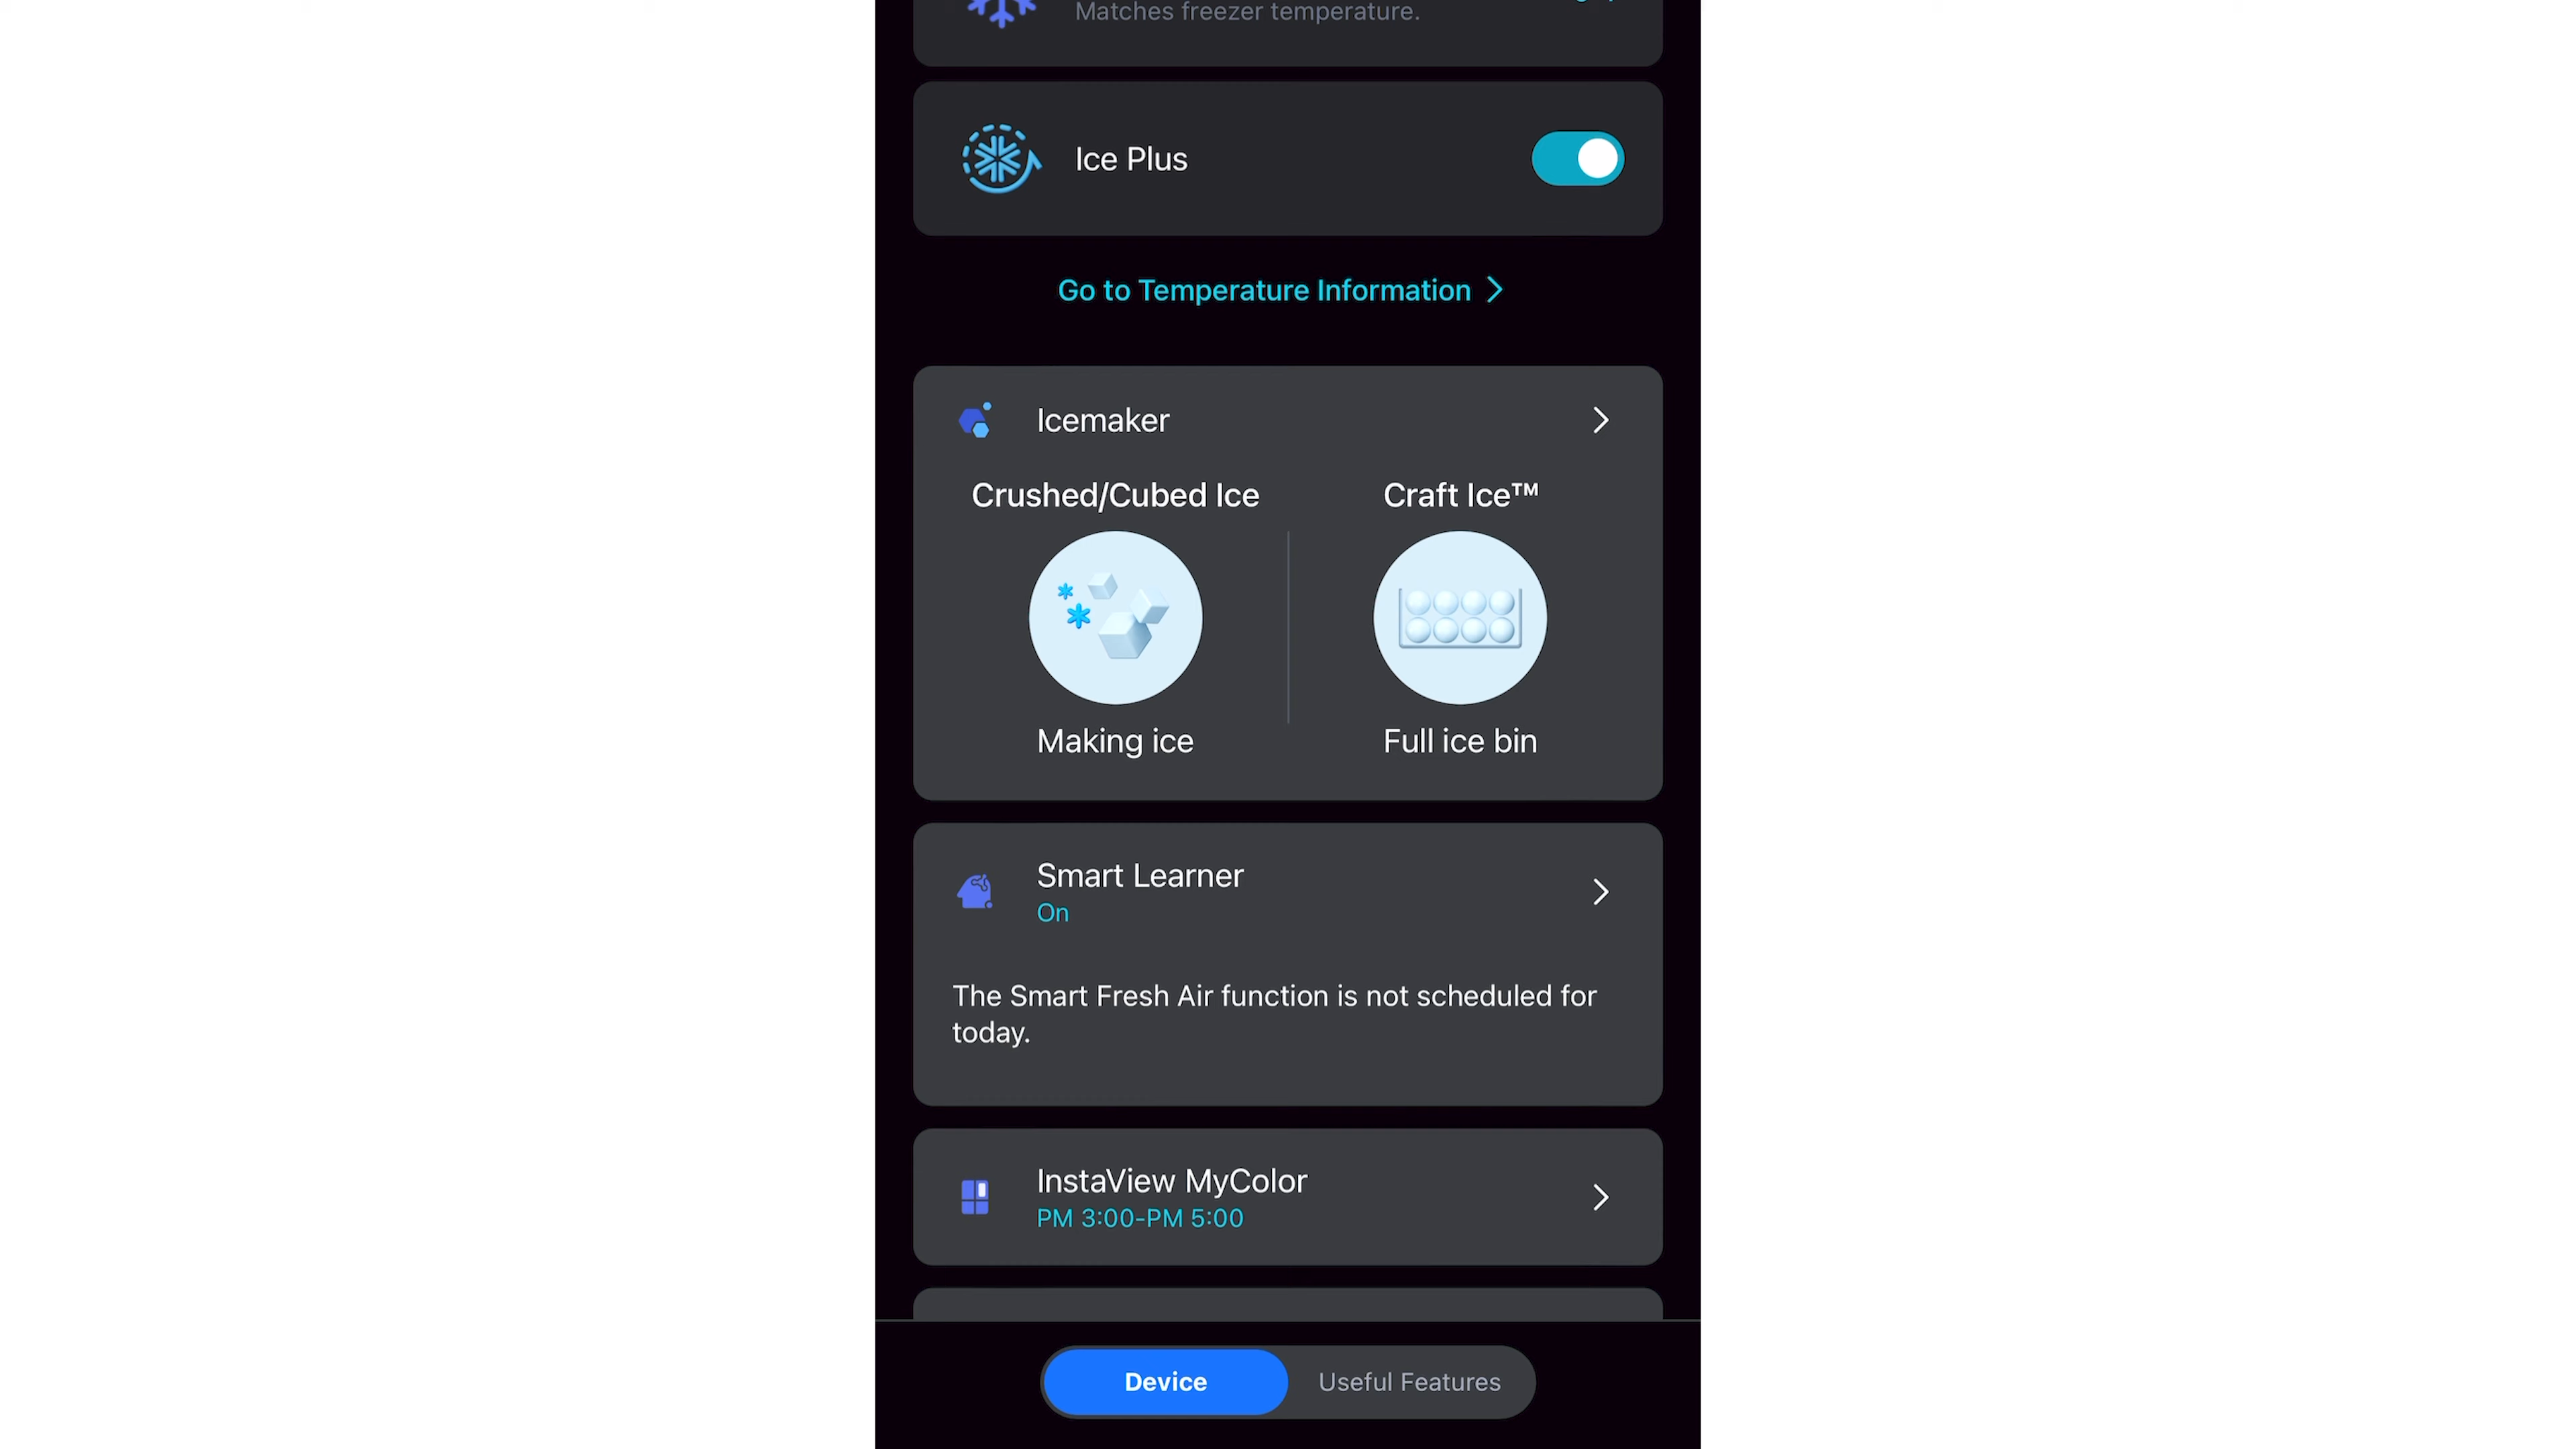 Matches freezer temperature.
Ice Plus
Go to Temperature Information
Icemaker
Crushed/Cubed Ice
Craft Ice™
Making ice
Full ice bin
Smart Learner
On
The Smart Fresh Air function is not scheduled for
today.
InstaView MyColor
PM 3:00-PM 5:00
Device
Useful Features